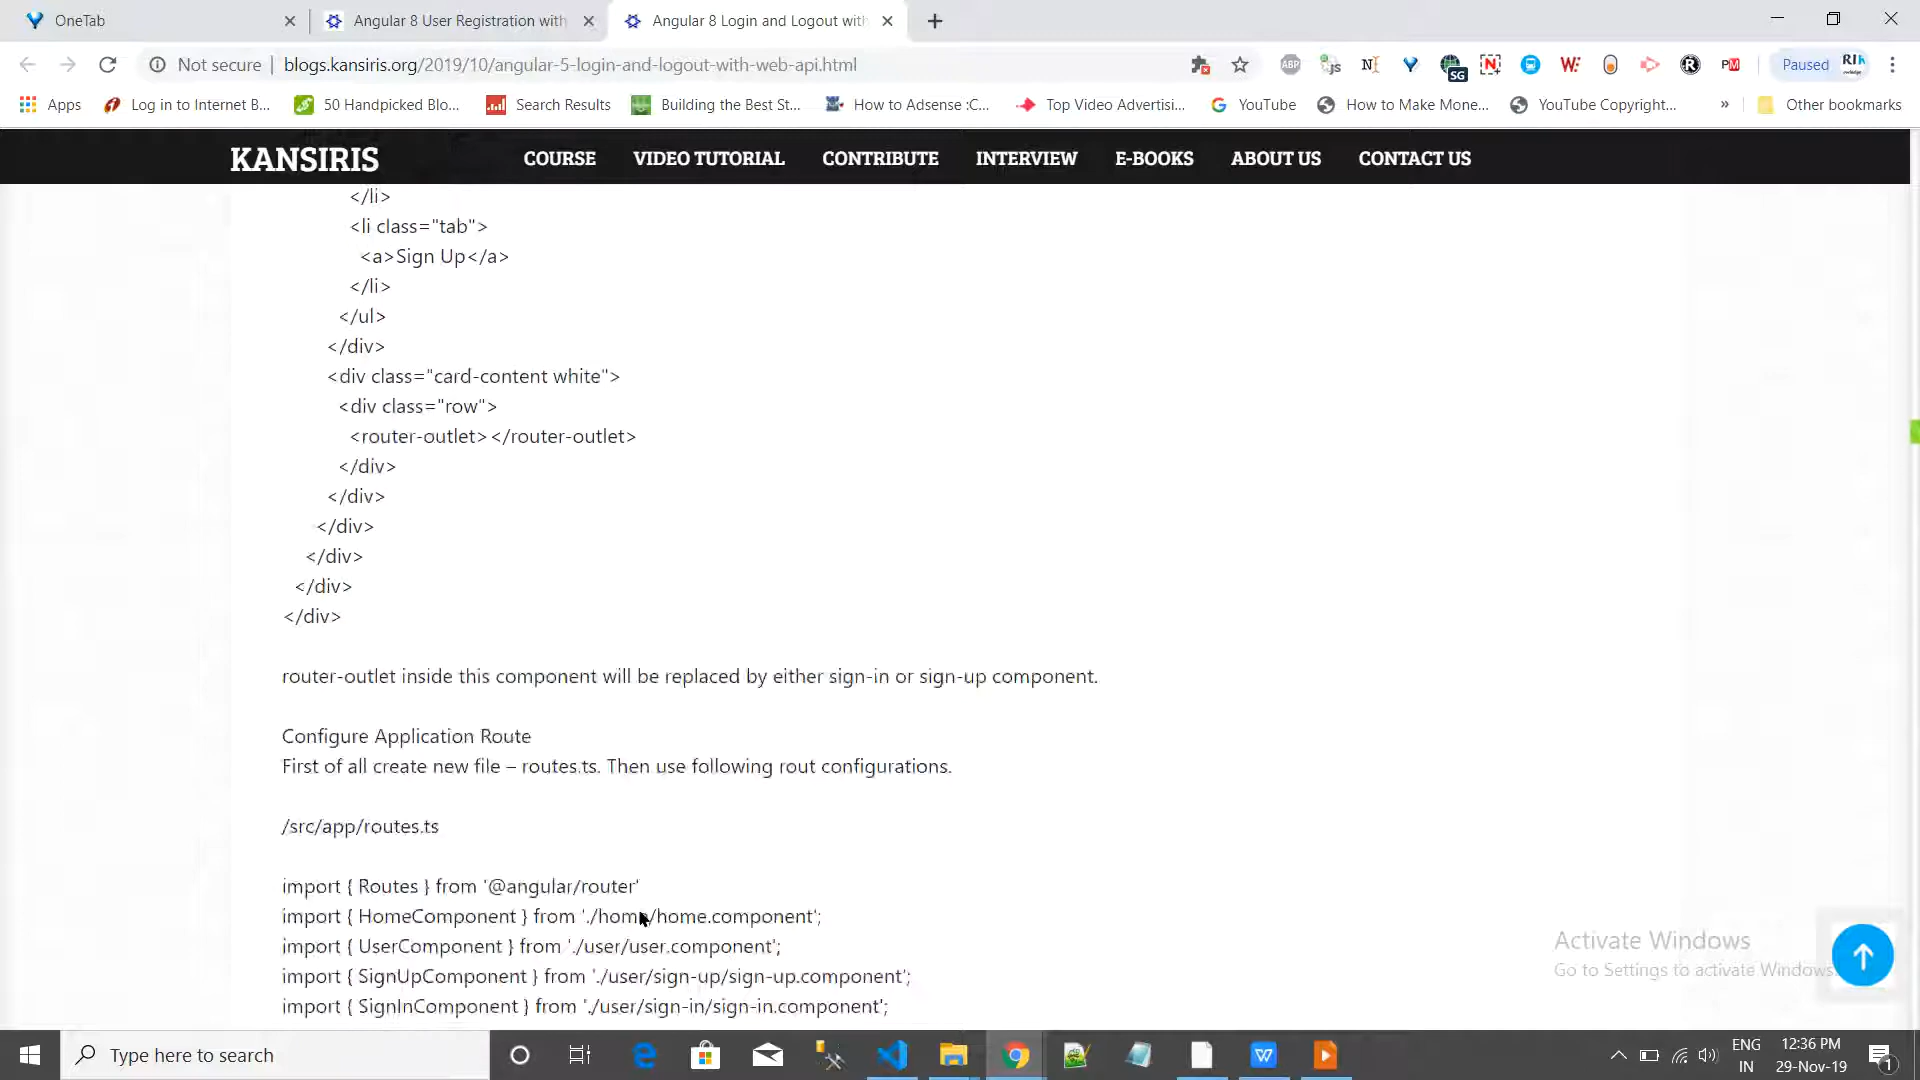 OneTab
Angular 8 User Registration with
Angular 8 Login and Logout with
Not secure | blogs.kansiris.org/2019/10/angular-5-login-and-logout-with-web-api.html
ABP
js
N
SG
N
W:
R
PM
Paused
Apps
Log in to Internet B...
50 Handpicked Blo...
Search Results
Building the Best St...
How to Adsense :C...
Top Video Advertisi...
YouTube
How to Make Mone...
YouTube Copyright...
»
Other bookmarks
KANSIRIS
COURSE
VIDEO TUTORIAL
CONTRIBUTE
INTERVIEW
E-BOOKS
ABOUT US
CONTACT US
</li>
<li class="tab">
<a>Sign Up</a>
</li>
</ul>
</div>
<div class="card-content white">
<div class="row">
<router-outlet></router-outlet>
</div>
</div>
</div>
</div>
</div>
</div>
router-outlet inside this component will be replaced by either sign-in or sign-up component.
Configure Application Route
First of all create new file – routes.ts. Then use following rout configurations.
/src/app/routes.ts
import { Routes } from '@angular/router'
import { HomeComponent } from './home/home.component';
import { UserComponent } from './user/user.component';
import { SignUpComponent } from './user/sign-up/sign-up.component';
import { SignInComponent } from './user/sign-in/sign-in.component';
Activate Windows
Go to Settings to activate Windows
Type here to search
ENG
IN
12:36 PM
29-Nov-19
1